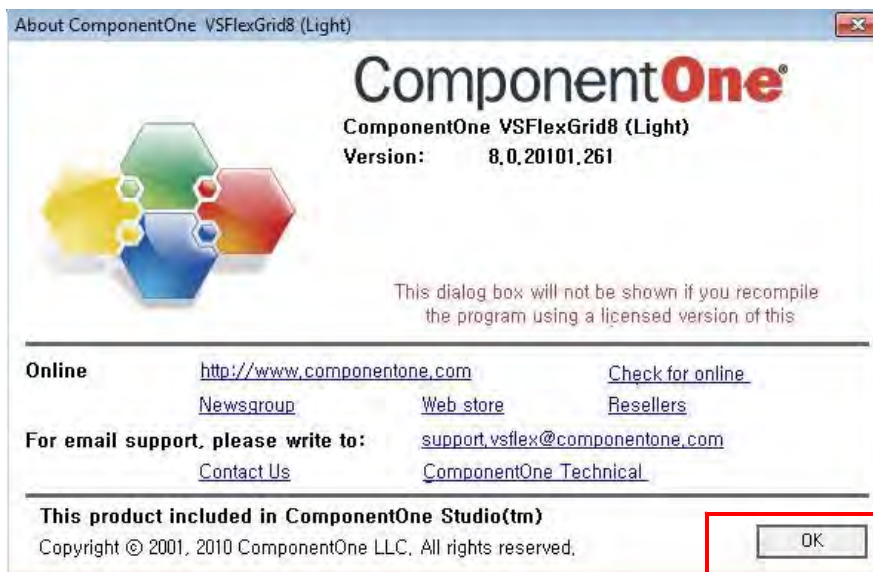 About ComponentOne VSFlexGrid8 (Light)
ComponentOne®
ComponentOne VSFlexGrid8 (Light)
Version: 8.0.20101.261
This dialog box will not be shown if you recompile
the program using a licensed version of this
Online http://www.componentone.com Check for online
Newsgroup Web store Resellers
For email support, please write to: support.vsflex@componentone.com
Contact Us ComponentOne Technical
This product included in ComponentOne Studio(tm)
Copyright © 2001, 2010 ComponentOne LLC. All rights reserved.
OK